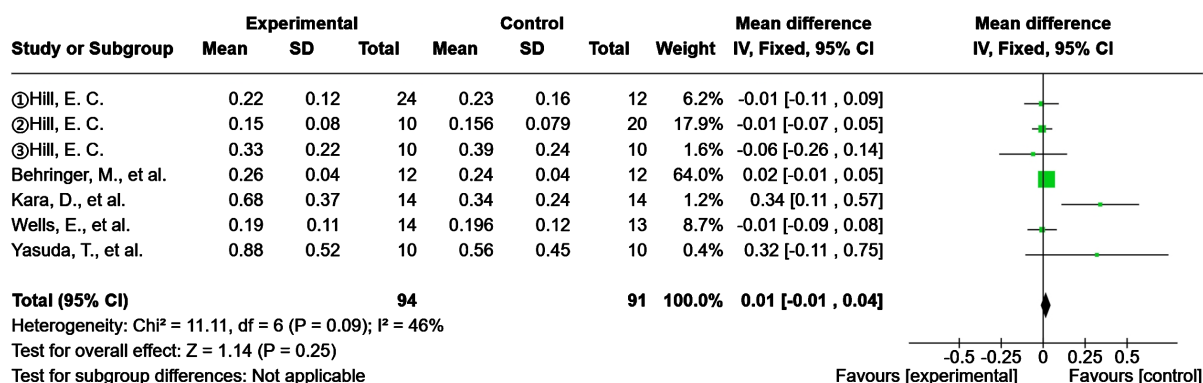 Experimental Control Mean difference Mean difference
Study or Subgroup Mean SD Total Mean SD Total Weight IV, Fixed, 95% CI IV, Fixed, 95% CI
①Hill, E. C. 0.22 0.12 24 0.23 0.16 12 6.2% -0.01 [-0.11 , 0.09]
②Hill, E. C. 0.15 0.08 10 0.156 0.079 20 17.9% -0.01 [-0.07 , 0.05]
③Hill, E. C. 0.33 0.22 10 0.39 0.24 10 1.6% -0.06 [-0.26 , 0.14]
Behringer, M., et al. 0.26 0.04 12 0.24 0.04 12 64.0% 0.02 [-0.01 , 0.05]
Kara, D., et al. 0.68 0.37 14 0.34 0.24 14 1.2% 0.34 [0.11 , 0.57]
Wells, E., et al. 0.19 0.11 14 0.196 0.12 13 8.7% -0.01 [-0.09 , 0.08]
Yasuda, T., et al. 0.88 0.52 10 0.56 0.45 10 0.4% 0.32 [-0.11 , 0.75]
Total (95% CI) 94 91 100.0% 0.01 [-0.01 , 0.04]
Heterogeneity: Chi² = 11.11, df = 6 (P = 0.09); I² = 46%
Test for overall effect: Z = 1.14 (P = 0.25) -0.5 -0.25 0 0.25 0.5
Test for subgroup differences: Not applicable Favours [experimental] Favours [control]